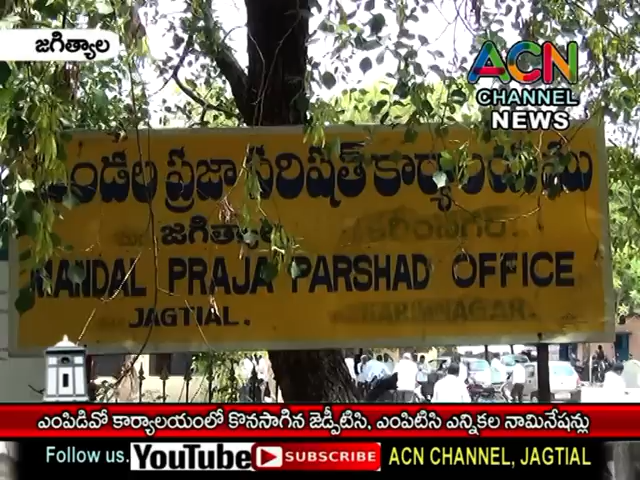 జగిత్యాల
ACN
CHANNEL
NEWS
మండల ప్రజా పరిషత్ కార్యాలయము
జగిత్యాల
MANDAL PRAJA PARSHAD OFFICE
JAGTIAL.
KARIMNAGAR.
ఎంపిడివో కార్యాలయంలో కొనసాగిన జెడ్పీటిసి, ఎంపిటిసి ఎన్నికల నామినేషన్లు
Follow us. YouTube SUBSCRIBE ACN CHANNEL, JAGTIAL